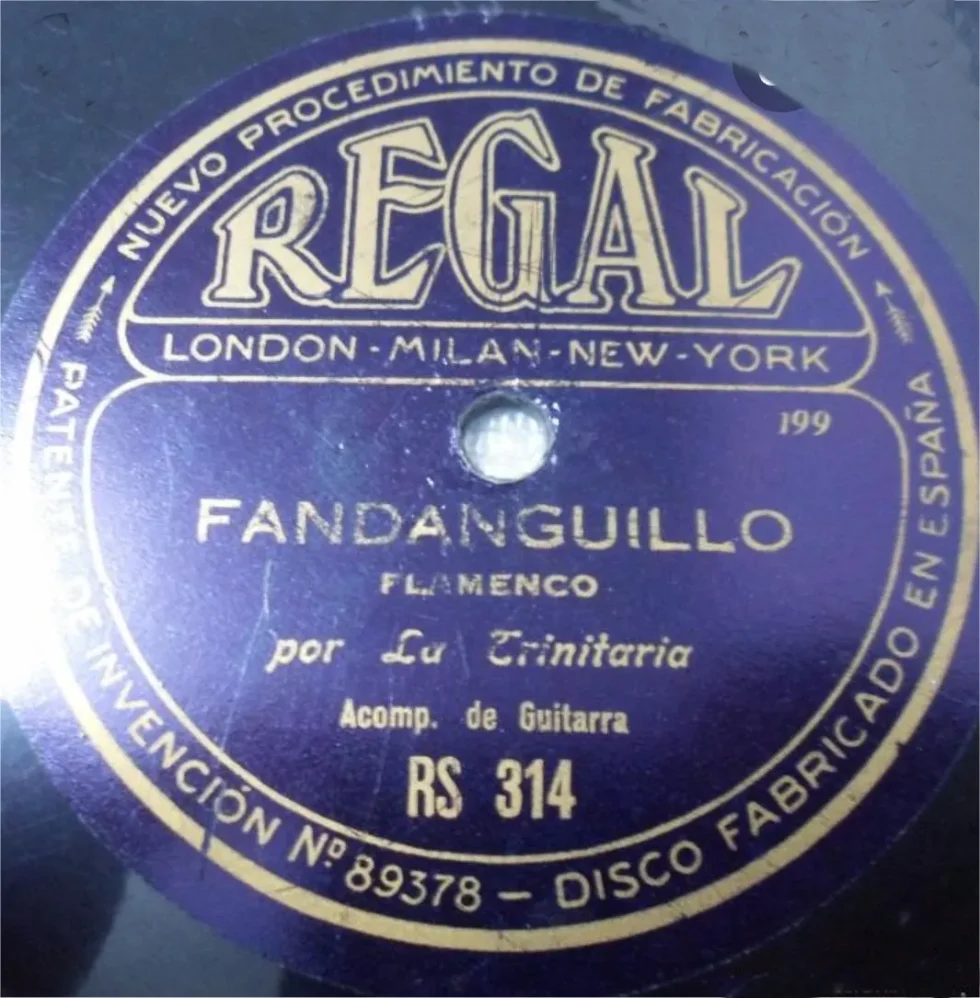 NUEVO PROCEDIMIENTO DE FABRICACIÓN
REGAL
LONDON - MILAN - NEW - YORK
199
FANDANGUILLO
FLAMENCO
por La Trinitaria
Acomp. de Guitarra
RS 314
PATENTE DE INVENCIÓN Nº 89378 – DISCO FABRICADO EN ESPAÑA